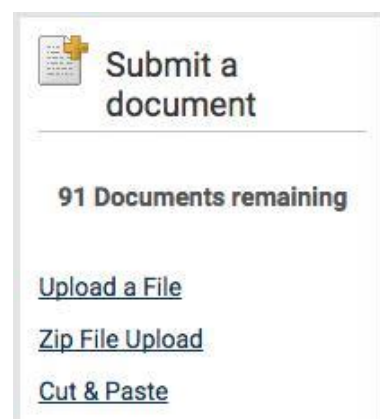 Submit a
document
91 Documents remaining
Upload a File
Zip File Upload
Cut & Paste